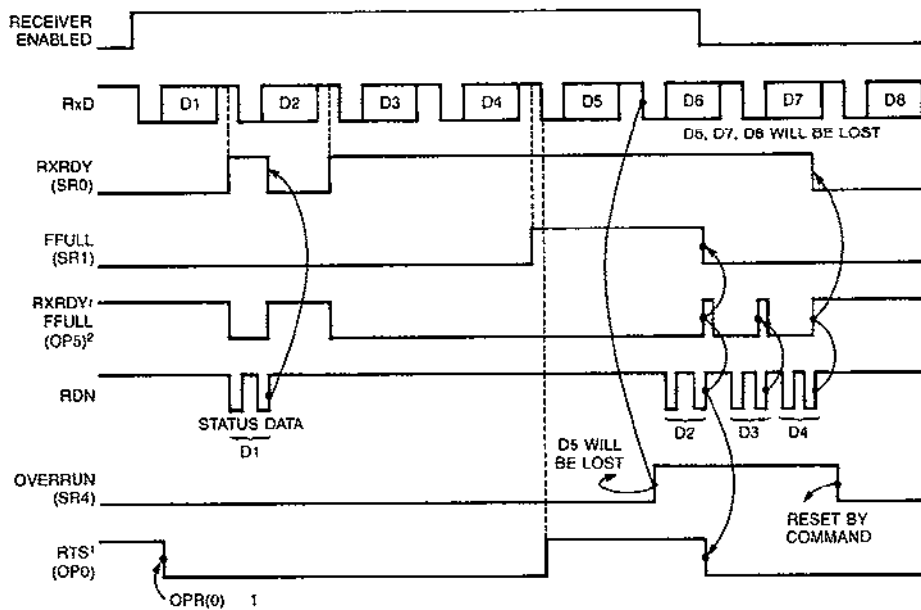 RECEIVER
ENABLED
RxD
D1
D2
D3
D4
D5
D6
D7
D8
D6, D7, D8 WILL BE LOST
RXRDY
(SR0)
FFULL
(SR1)
RXRDY/
FFULL
(OP5)²
RDN
STATUS DATA
D1
D2
D3
D4
D5 WILL
BE LOST
OVERRUN
(SR4)
RESET BY
COMMAND
RTS¹
(OP0)
OPR(0) I